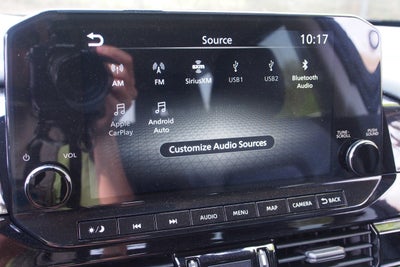 Source 10:17
AM FM SiriusXM USB1 USB2 Bluetooth Audio
Apple CarPlay Android Auto
Customize Audio Sources
VOL TUNE·SCROLL PUSH SOUND
AUDIO MENU MAP CAMERA BACK